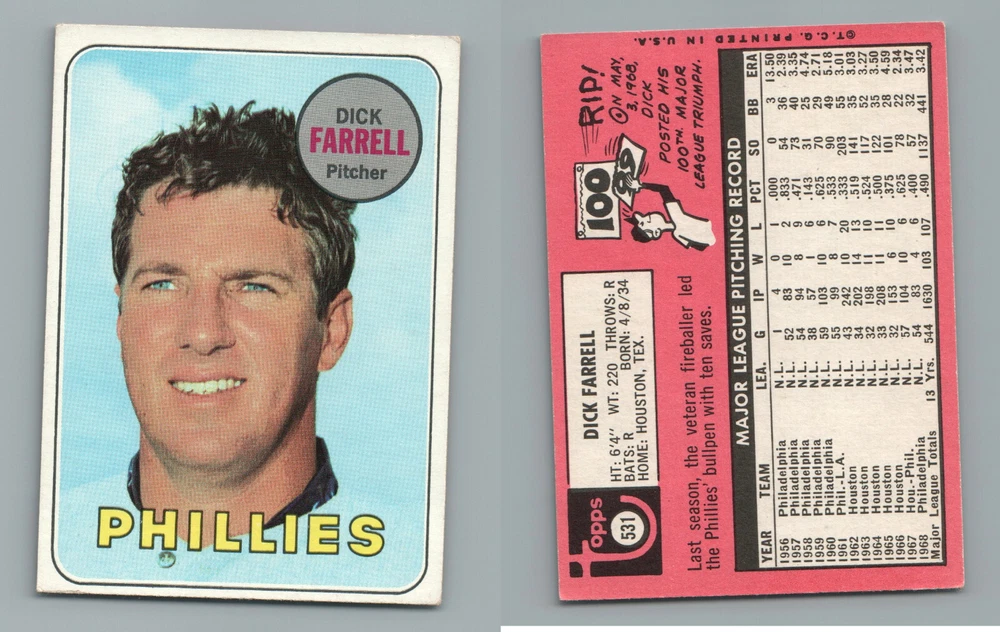 DICK
FARRELL
Pitcher
PHILLIES
Topps
531
DICK FARRELL
HT: 6'4" WT: 220 THROWS: R
BATS: R BORN: 4/8/34
HOME: HOUSTON, TEX.
100
99
RIP!
ON MAY,
3, 1968,
DICK
POSTED HIS
100TH. MAJOR
LEAGUE TRIUMPH.
Last season, the veteran fireballer led
the Phillies' bullpen with ten saves.
MAJOR LEAGUE PITCHING RECORD
YEAR TEAM LEA. G IP W L PCT SO BB ERA
1956 Philadelphia N.L. 1 1 0 1 .000 0 3 13.50
1957 Philadelphia N.L. 52 83 10 2 .833 54 36 2.39
1958 Philadelphia N.L. 54 94 8 9 .471 73 40 3.35
1959 Philadelphia N.L. 38 57 1 6 .143 31 25 4.74
1960 Philadelphia N.L. 59 103 10 6 .625 70 29 2.71
1961 Phil.-L.A. N.L. 55 99 8 7 .533 90 49 5.18
1962 Houston N.L. 43 242 10 20 .333 203 55 3.01
1963 Houston N.L. 34 202 14 13 .519 141 35 3.03
1964 Houston N.L. 32 198 11 10 .524 117 52 3.27
1965 Houston N.L. 33 208 11 11 .500 122 35 3.50
1966 Houston N.L. 32 153 6 10 .375 101 28 4.59
1967 Hou.-Phil. N.L. 57 104 10 6 .625 78 22 2.34
1968 Philadelphia N.L. 54 83 4 6 .400 57 32 3.47
Major League Totals 13 Yrs. 544 1630 103 107 .490 1137 441 3.42
©T.C.G. PRINTED IN U.S.A.